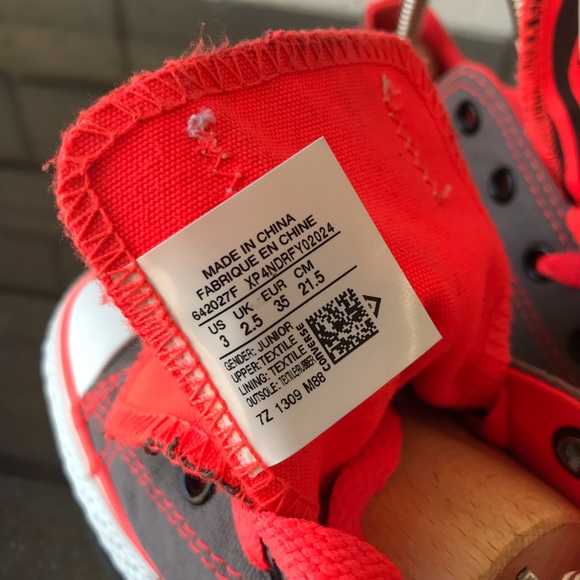 MADE IN CHINA
FABRIQUE EN CHINE
642027F XP4NDRFY02024
US UK EUR CM
3 2.5 35 21.5
GENDER: JUNIOR
UPPER: TEXTILE
LINING: TEXTILE
OUTSOLE: TEXTILE/RUBBER
7Z 1309 M88
CONVERSE